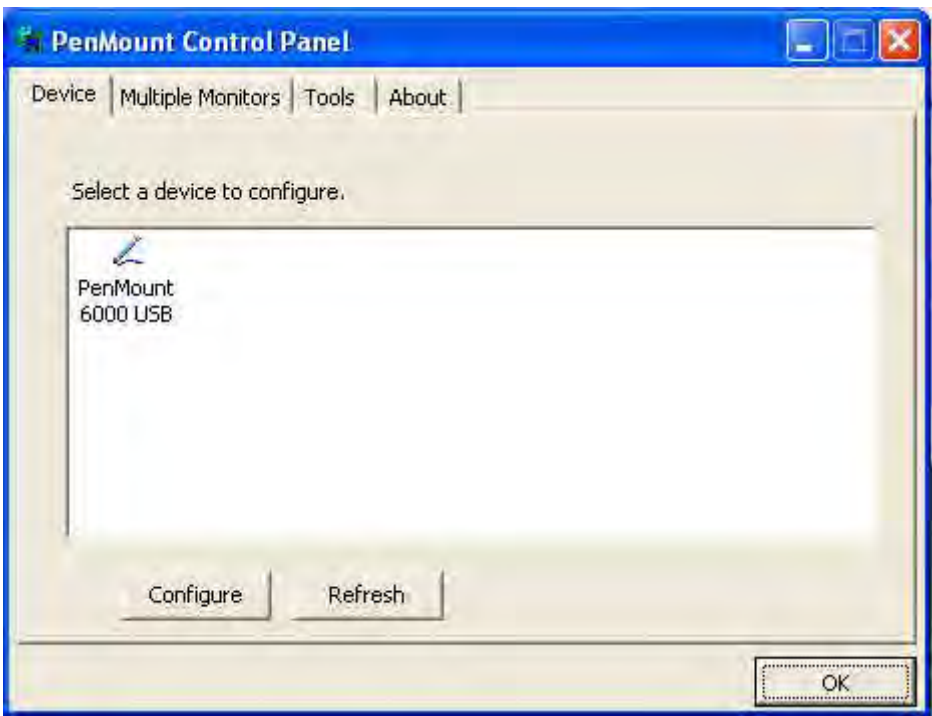 PenMount Control Panel
Device Multiple Monitors Tools About
Select a device to configure.
PenMount
6000 USB
Configure Refresh
OK